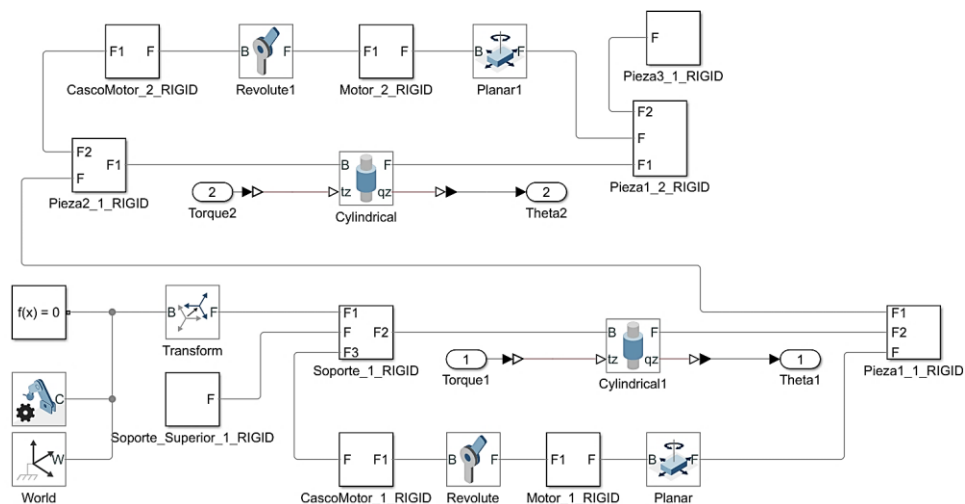 F1 F B F F1 F B F F
CascoMotor_2_RIGID Revolute1 Motor_2_RIGID Planar1 Pieza3_1_RIGID
F2
F
F1
Pieza1_2_RIGID
F2
F1
F
Pieza2_1_RIGID
B F
tz qz
Cylindrical
2
Torque2
2
Theta2
f(x) = 0
B F
Transform
F1
F F2
F3
Soporte_1_RIGID
B F
tz qz
Cylindrical1
1
Torque1
1
Theta1
F1
F2
F
Pieza1_1_RIGID
C
F
Soporte_Superior_1_RIGID
W
World
F F1 B F F1 F B F
CascoMotor_1_RIGID Revolute Motor_1_RIGID Planar